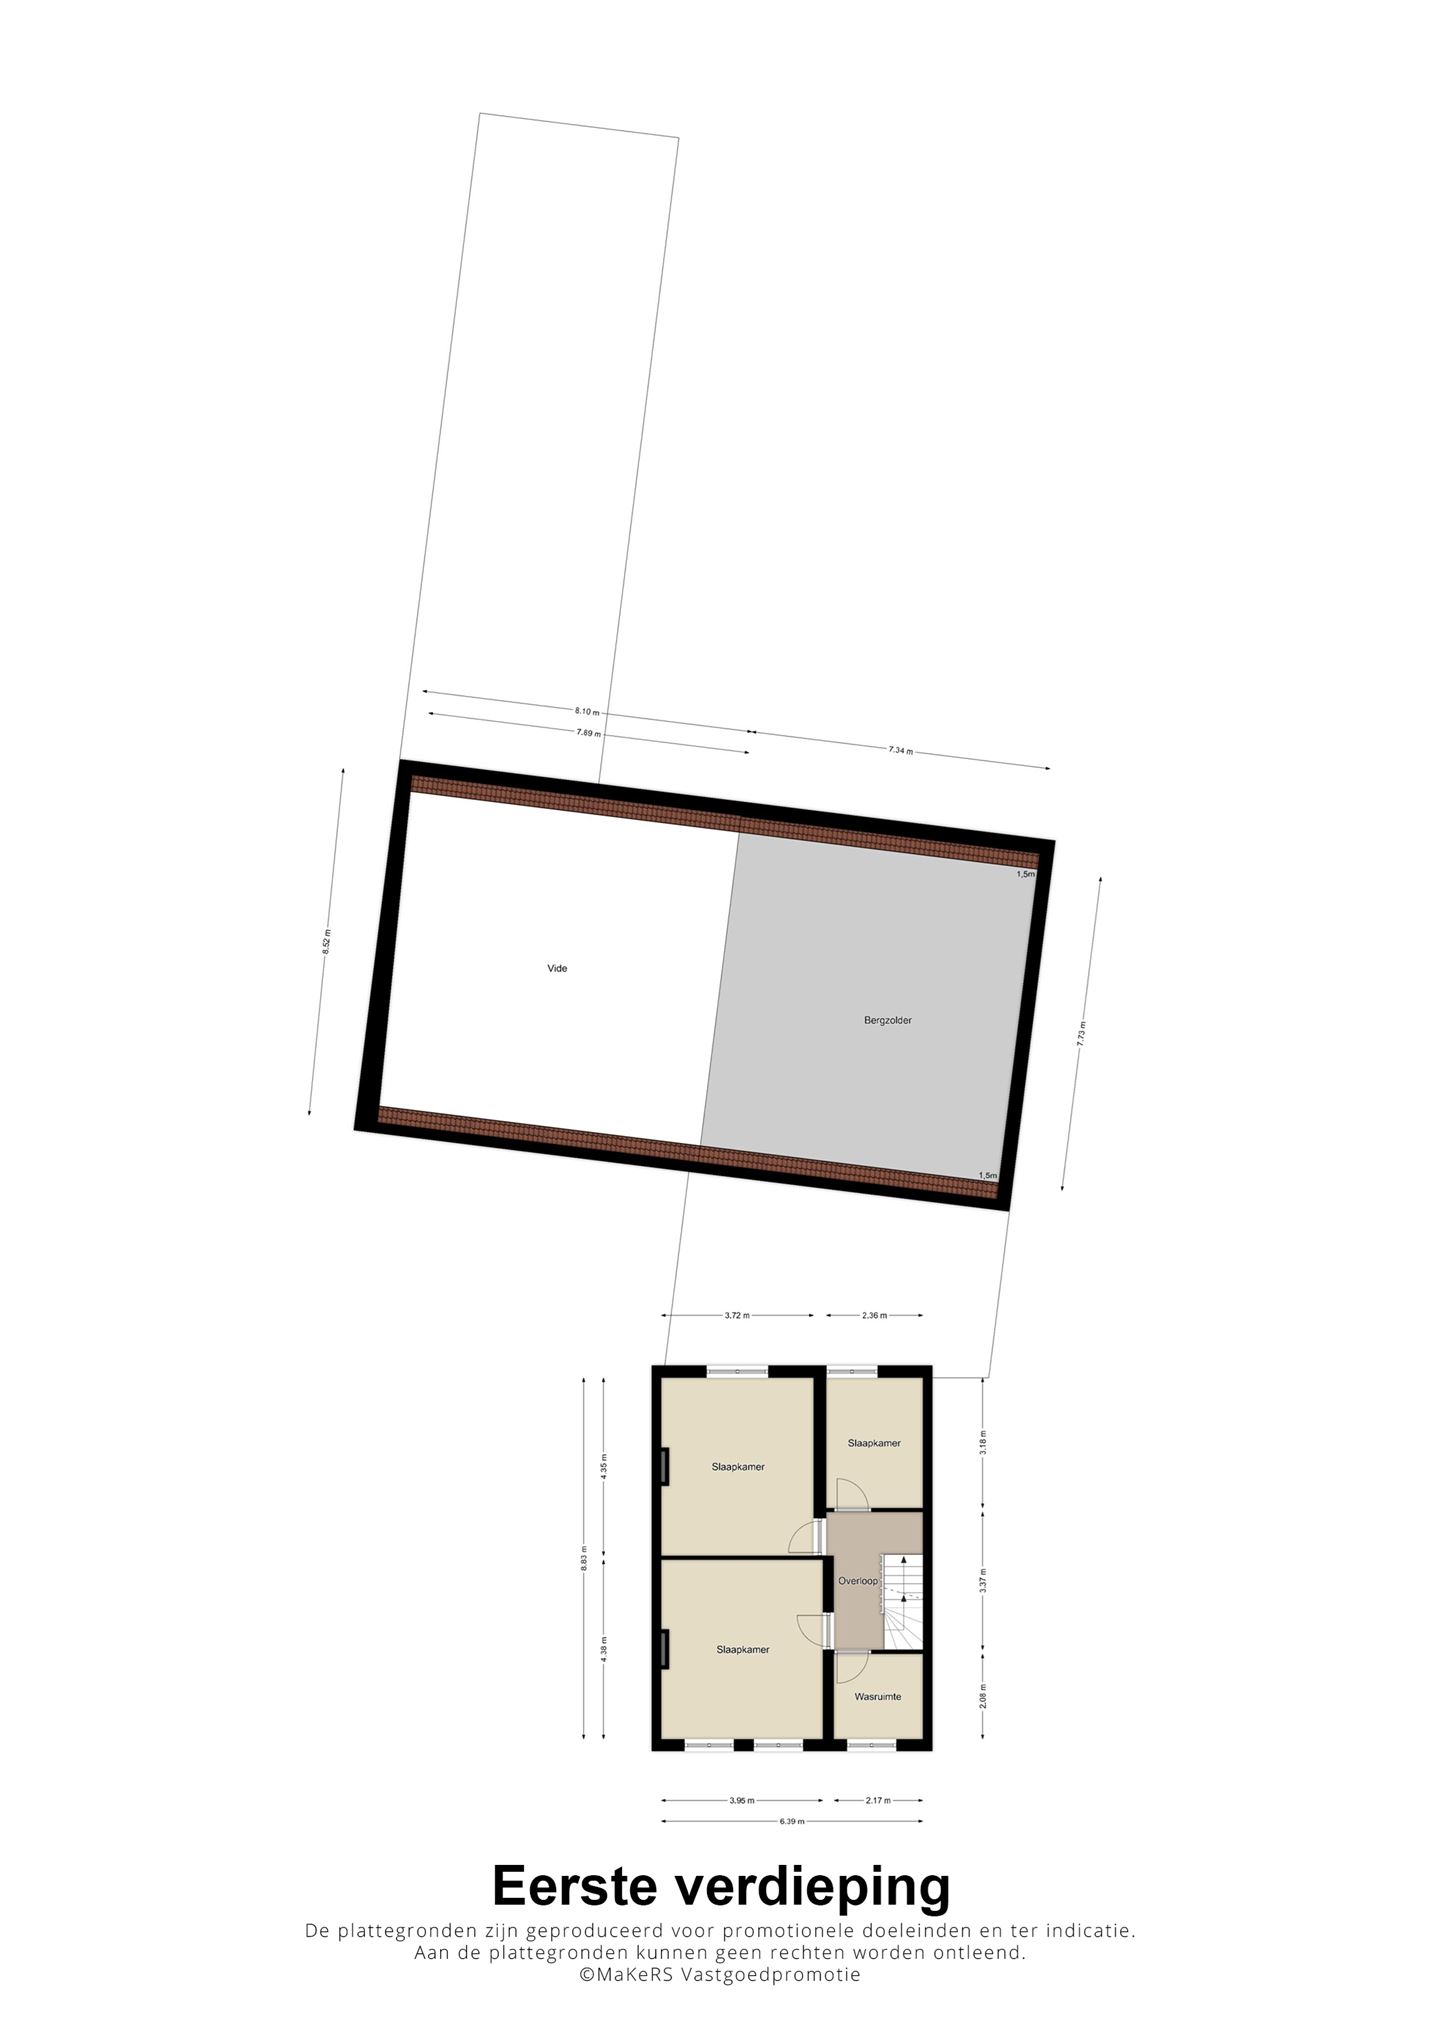 8.10 m
7.89 m
7.34 m
1,5m
8.52 m
Vide
Bergzolder
7.73 m
1,5m
3.72 m
2.36 m
Slaapkamer
3.18 m
4.35 m
Slaapkamer
8.83 m
Overloop
3.37 m
4.38 m
Slaapkamer
Wasruimte
2.08 m
3.95 m
2.17 m
6.39 m
Eerste verdieping
De plattegronden zijn geproduceerd voor promotionele doeleinden en ter indicatie.
Aan de plattegronden kunnen geen rechten worden ontleend.
©MaKeRS Vastgoedpromotie